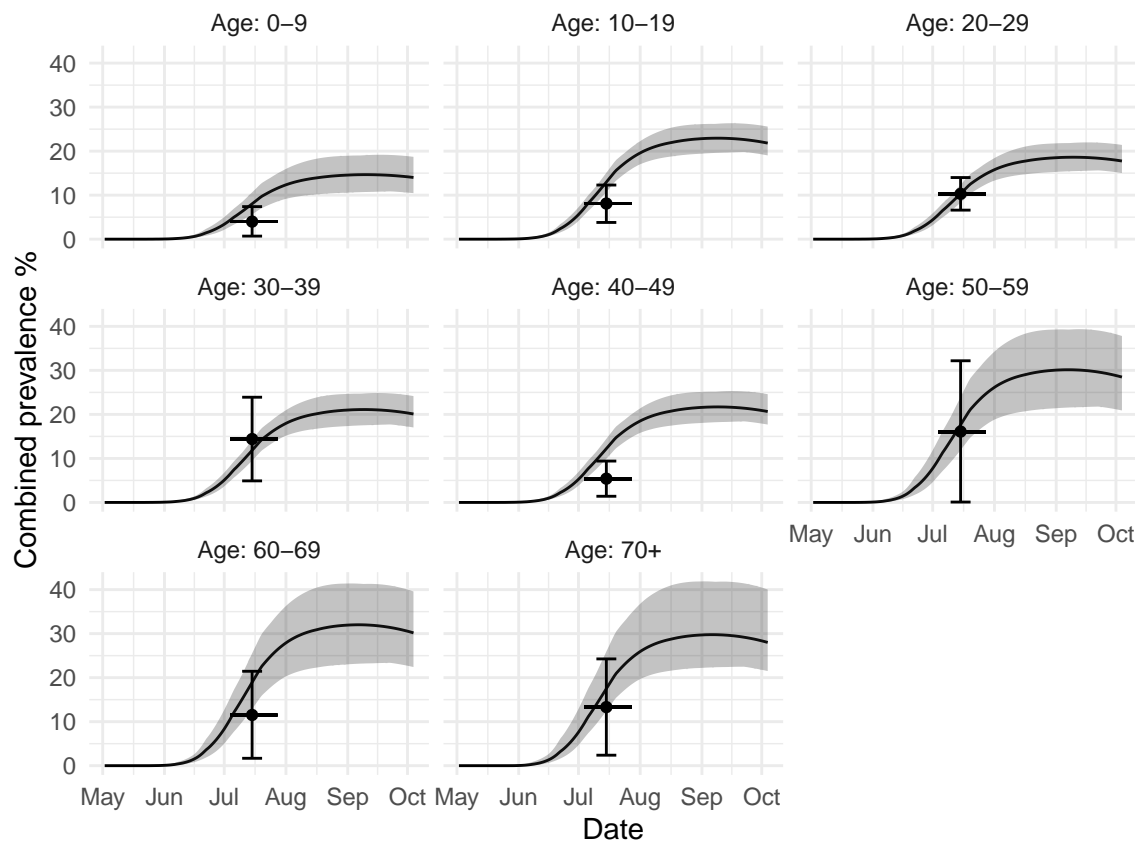 Age: 0–9 Age: 10–19 Age: 20–29
40
30
20
10
0
Age: 30–39 Age: 40–49 Age: 50–59
40
30
20
10
0
May Jun Jul Aug Sep Oct
Age: 60–69 Age: 70+
40
30
20
10
0
May Jun Jul Aug Sep Oct May Jun Jul Aug Sep Oct
Date
Combined prevalence %